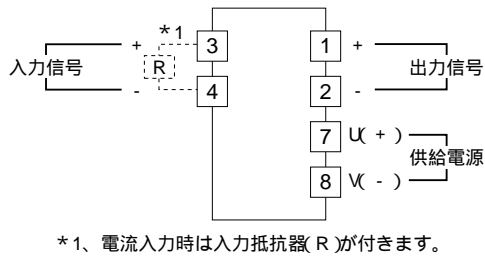 *1
+ 3 1 +
入力信号 R 出力信号
- 4 2 -
7 U( + )
供給電源
8 V( - )
*1、電流入力時は入力抵抗器( R )が付きます。